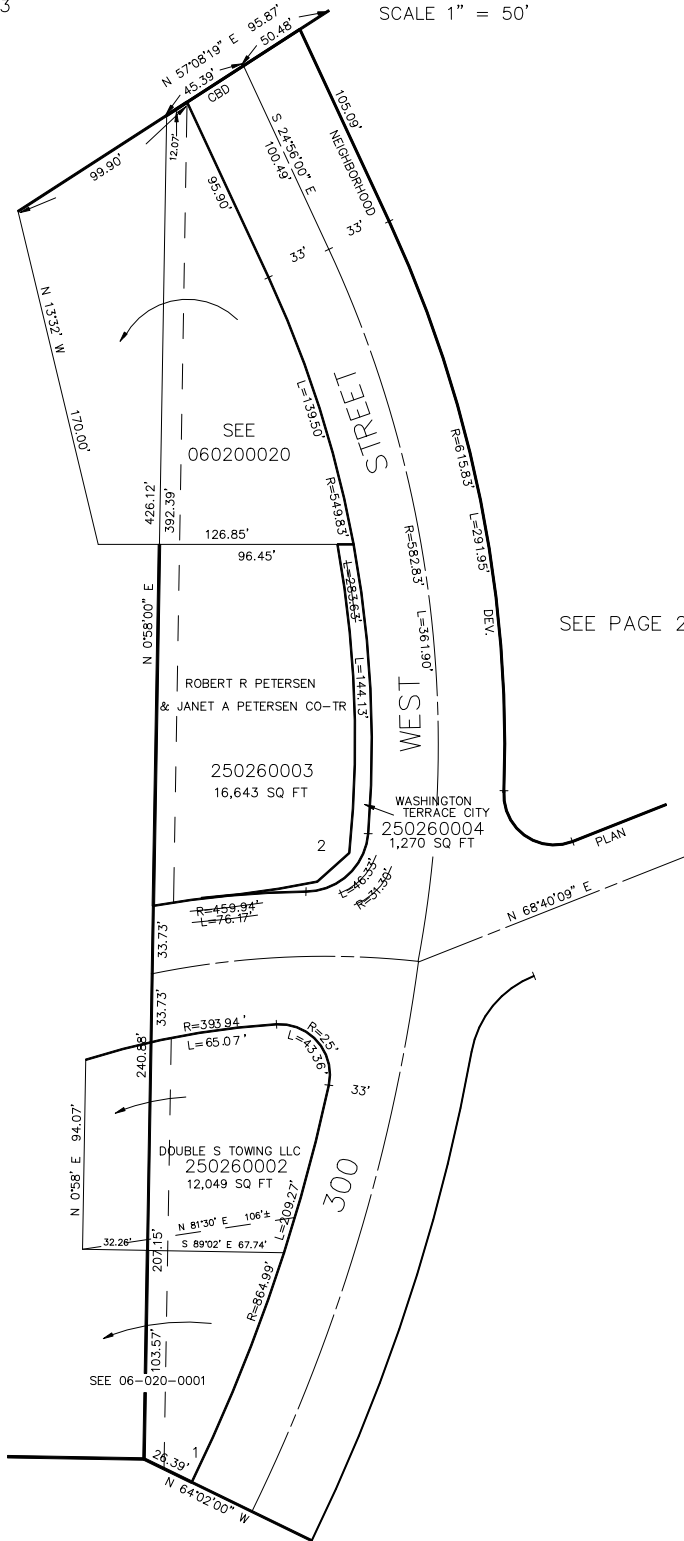 3
SCALE 1" = 50'
N 57°08'19" E 95.87'
50.48'
45.39'
CBD
12.07'
99.90'
95.90'
S 24°56'00" E
100.49'
105.09'
NEIGHBORHOOD
33'
33'
N 13°32' W
170.00'
SEE
060200020
L=139.50'
STREET
R=549.83'
R=615.83'
L=291.95'
426.12'
392.39'
126.85'
96.45'
R=582.83'
L=361.90'
L=283.63'
DEV.
N 0°58'00" E
SEE PAGE 2
L=144.13'
ROBERT R PETERSEN
& JANET A PETERSEN CO-TR
WEST
250260003
16,643 SQ FT
WASHINGTON
TERRACE CITY
250260004
1,270 SQ FT
2
PLAN
L=46.33'
R=31.30'
R=459.94'
L=76.17'
N 68°40'09" E
33.73'
33.73'
R=393.94'
L=65.07'
R=25'
L=43.36'
240.88'
33'
N 0°58' E 94.07'
DOUBLE S TOWING LLC
250260002
12,049 SQ FT
300
N 81°30' E 106'±
L=209.27'
32.26'
S 89°02' E 67.74'
207.15'
R=864.99'
103.57'
SEE 06-020-0001
1
26.39'
N 64°02'00" W